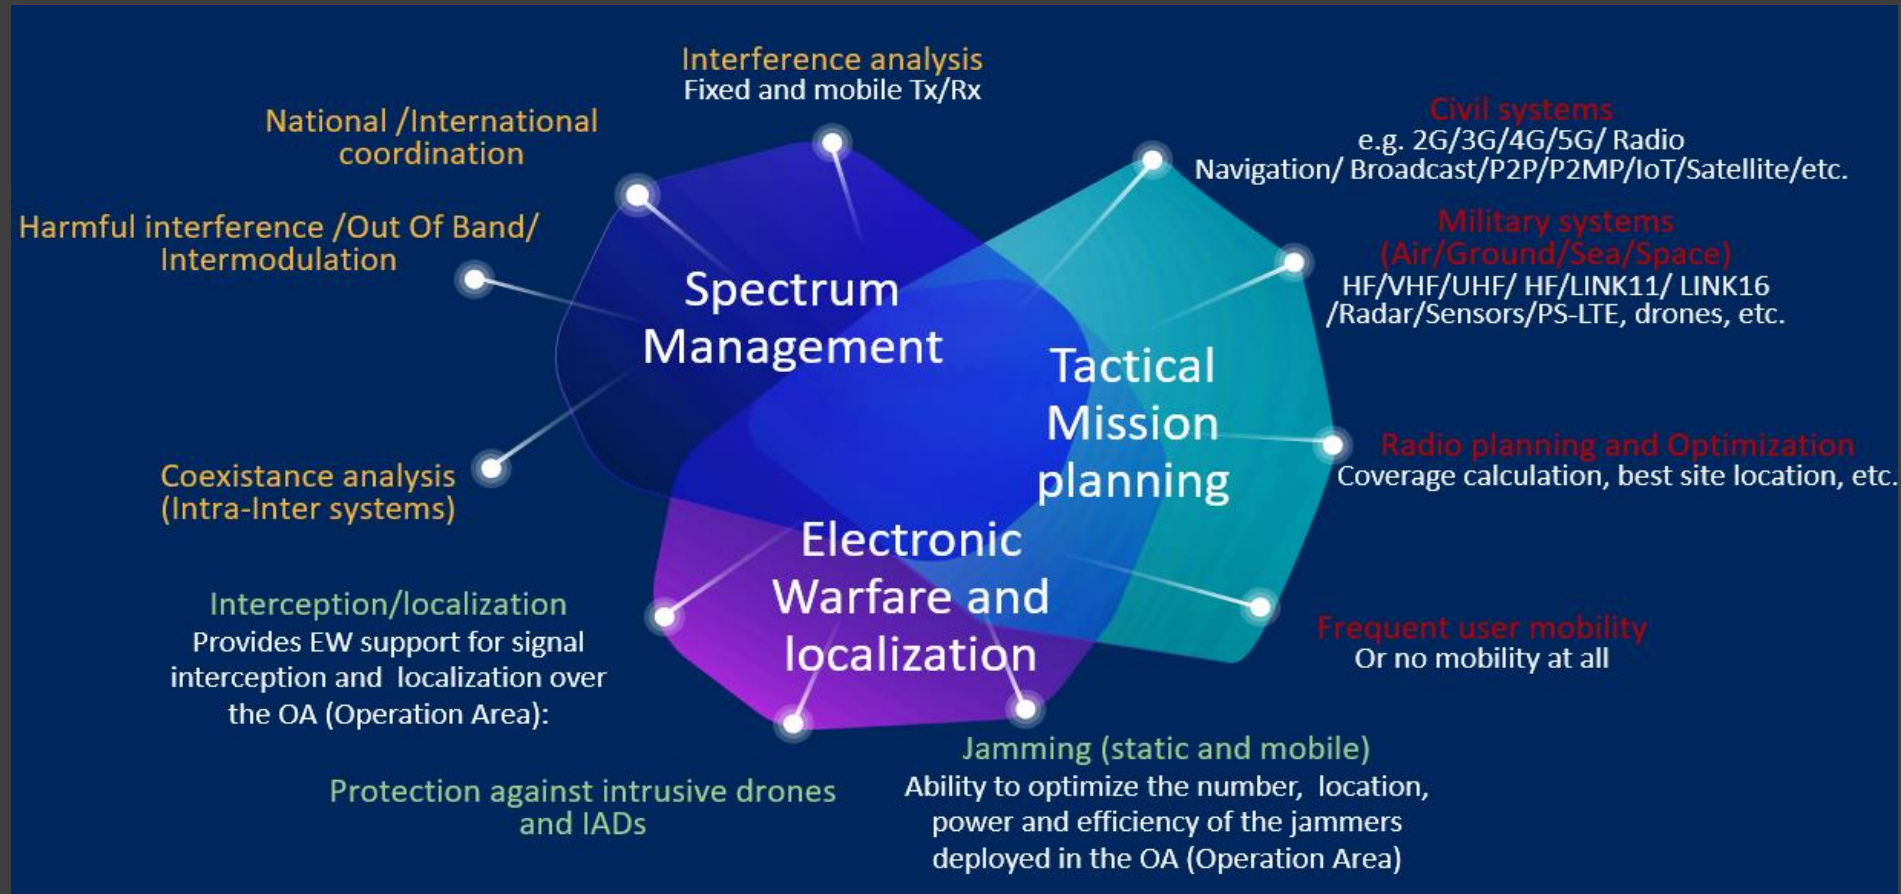 Interference analysis
Fixed and mobile Tx/Rx
National /International
coordination
Harmful interference /Out Of Band/
Intermodulation
Coexistance analysis
(Intra-Inter systems)
Spectrum
Management
Civil systems
e.g. 2G/3G/4G/5G/ Radio
Navigation/ Broadcast/P2P/P2MP/IoT/Satellite/etc.
Military systems
(Air/Ground/Sea/Space)
HF/VHF/UHF/ HF/LINK11/ LINK16
/Radar/Sensors/PS-LTE, drones, etc.
Tactical
Mission
planning
Radio planning and Optimization
Coverage calculation, best site location, etc.
Frequent user mobility
Or no mobility at all
Electronic
Warfare and
localization
Interception/localization
Provides EW support for signal
interception and  localization over
the OA (Operation Area):
Protection against intrusive drones
and IADs
Jamming (static and mobile)
Ability to optimize the number,  location,
power and efficiency of the jammers
deployed in the OA (Operation Area)